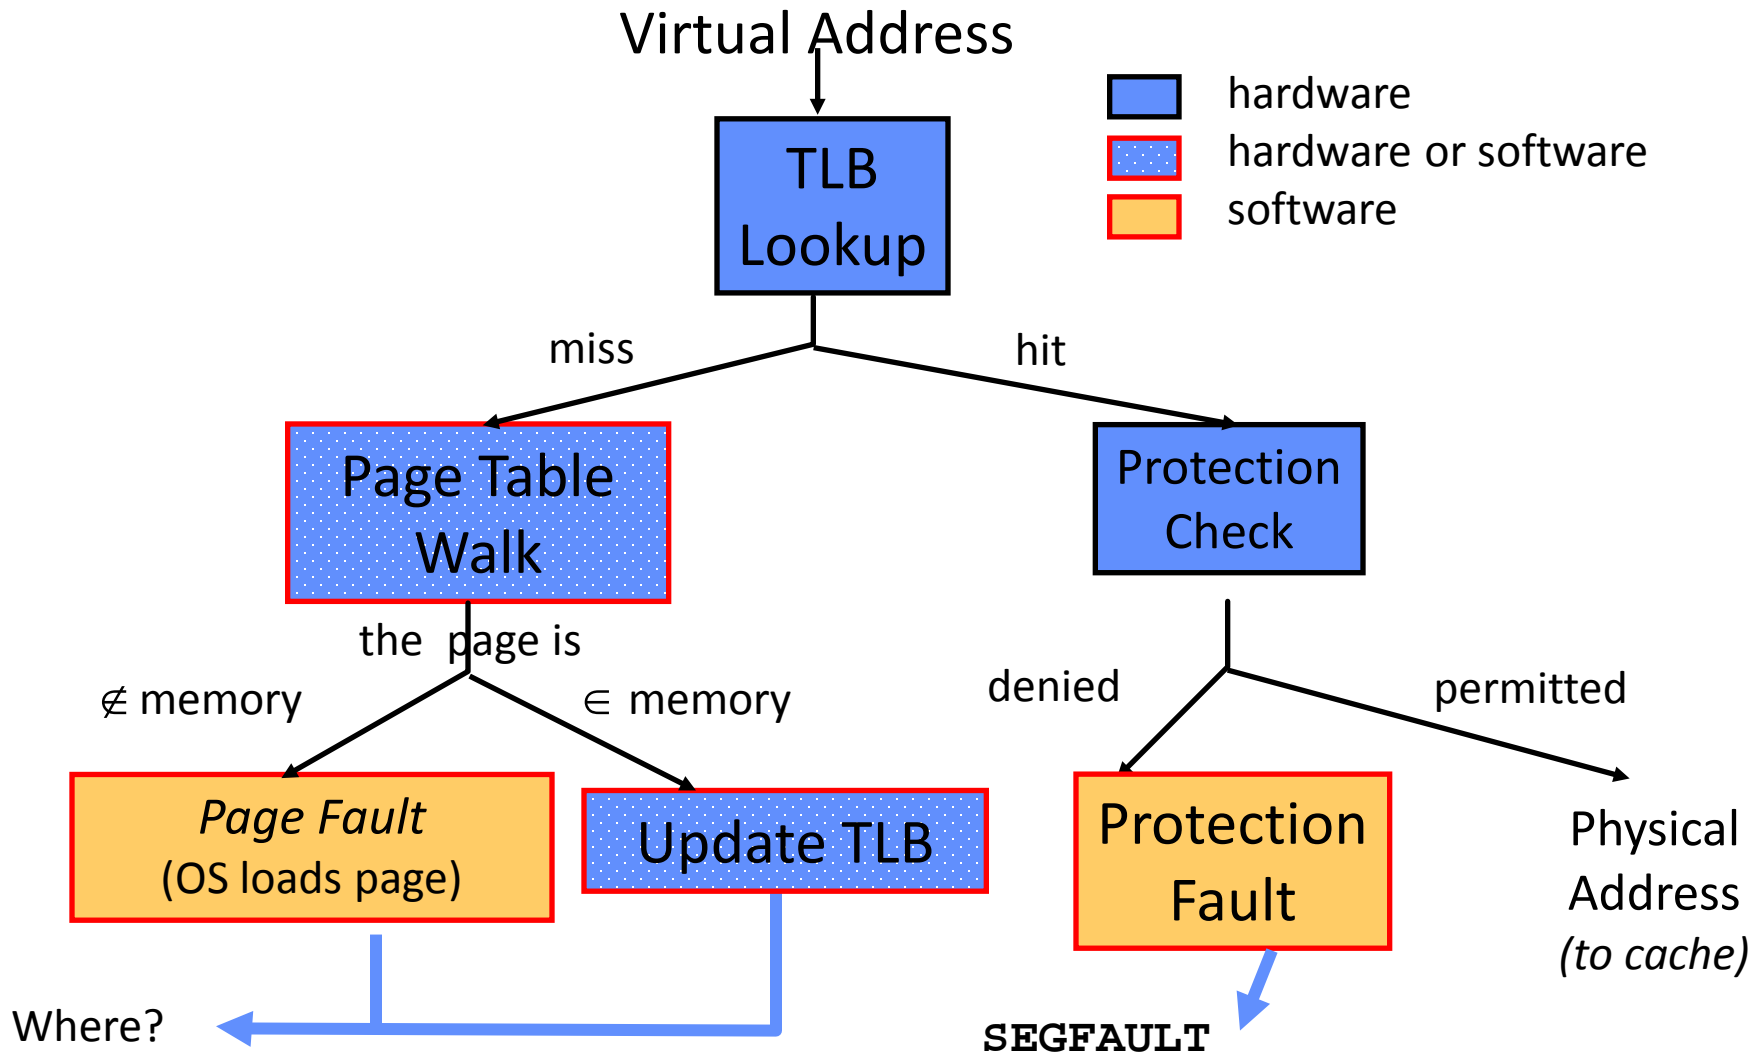 Virtual Address
hardware
hardware or software
software
TLB
Lookup
miss
hit
Page Table
Walk
Protection
Check
the page is
∉ memory
∈ memory
denied
permitted
Page Fault
(OS loads page)
Update TLB
Protection
Fault
Physical
Address
(to cache)
Where?
SEGFAULT